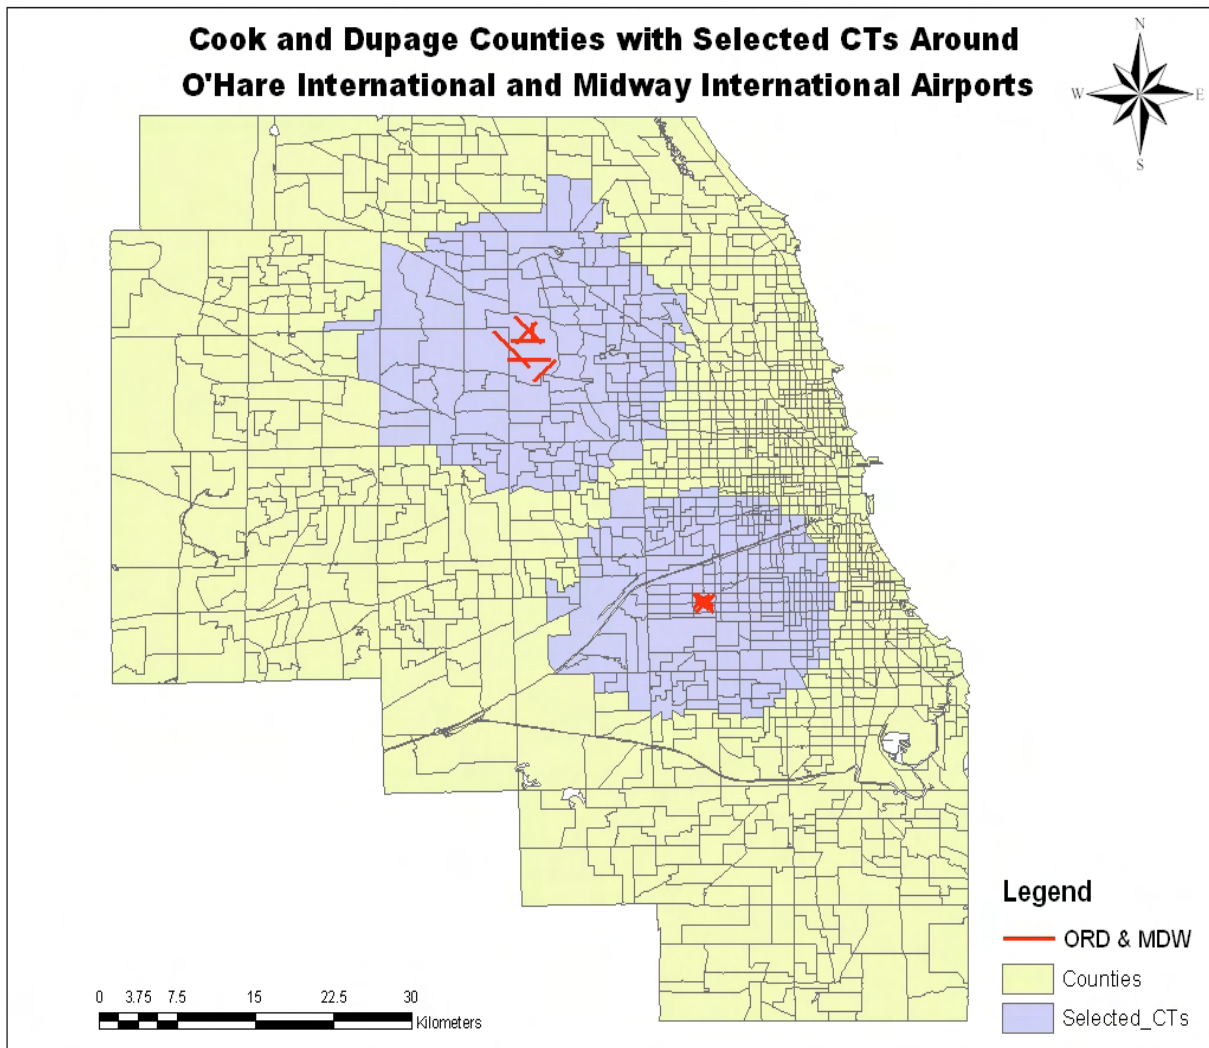 Cook and Dupage Counties with Selected CTs Around
O'Hare International and Midway International Airports
N
W E
S
Legend
ORD & MDW
Counties
Selected_CTs
0 3.75 7.5 15 22.5 30
Kilometers